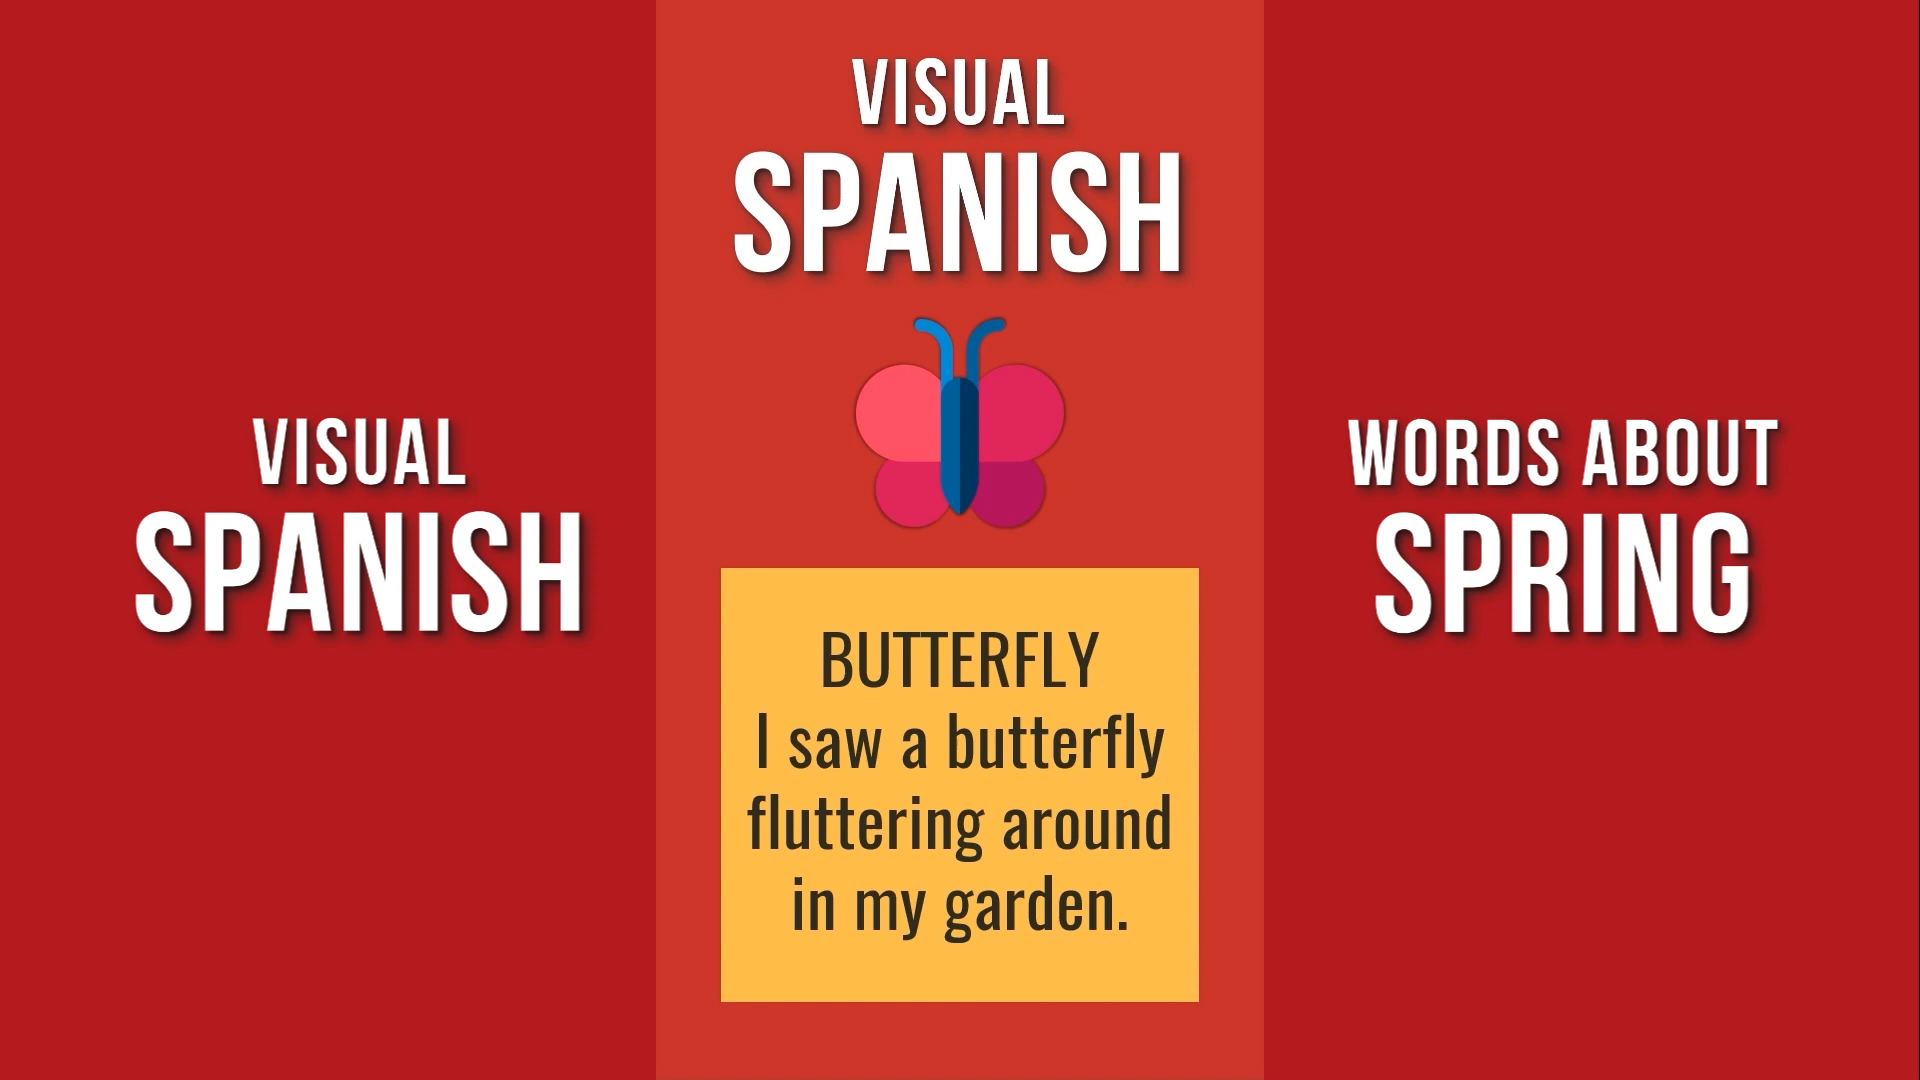 VISUAL
SPANISH
VISUAL
SPANISH
BUTTERFLY
I saw a butterfly
fluttering around
in my garden.
WORDS ABOUT
SPRING